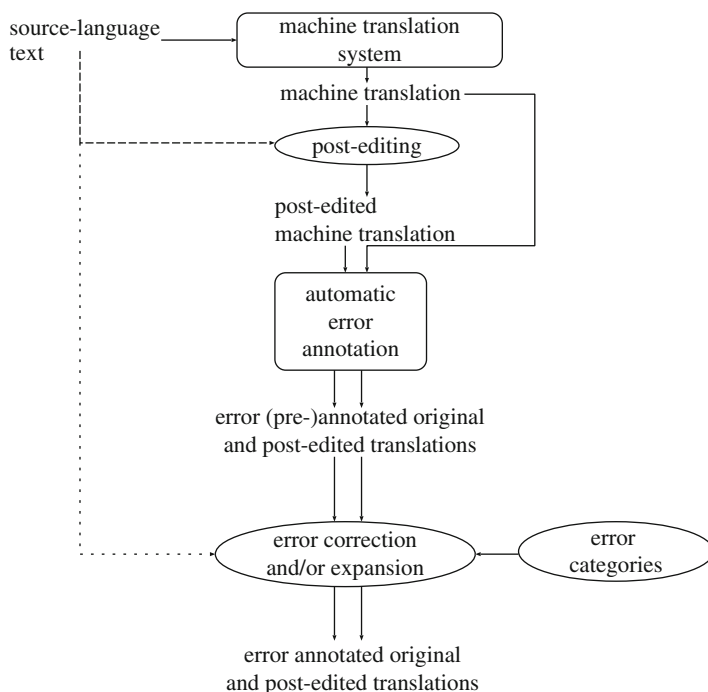 source-language
text
machine translation
system
machine translation
post-editing
post-edited
machine translation
automatic
error
annotation
error (pre-)annotated original
and post-edited translations
error correction
and/or expansion
error
categories
error annotated original
and post-edited translations